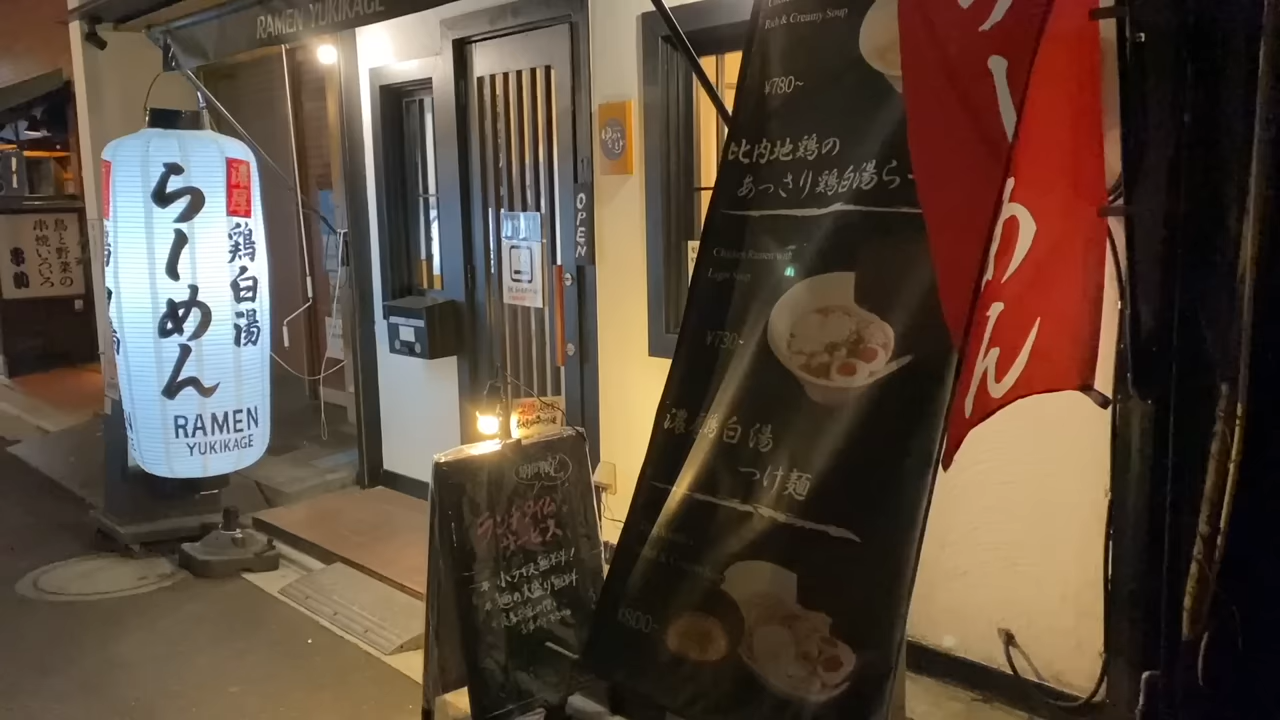 RAMEN YUKIKAGE
らーめん
濃厚
鶏白湯
RAMEN
YUKIKAGE
鳥と野菜の
串焼いろいろ
OPEN
Rich & Creamy Soup
¥780~
比内地鶏の
あっさり鶏白湯ら
Chicken Ramen with
Light Soup
¥730~
濃厚鶏白湯
つけ麺
¥800~
らーめん
期間限定
ランチタイム
サービス
小ライス無料!
麺の大盛り無料